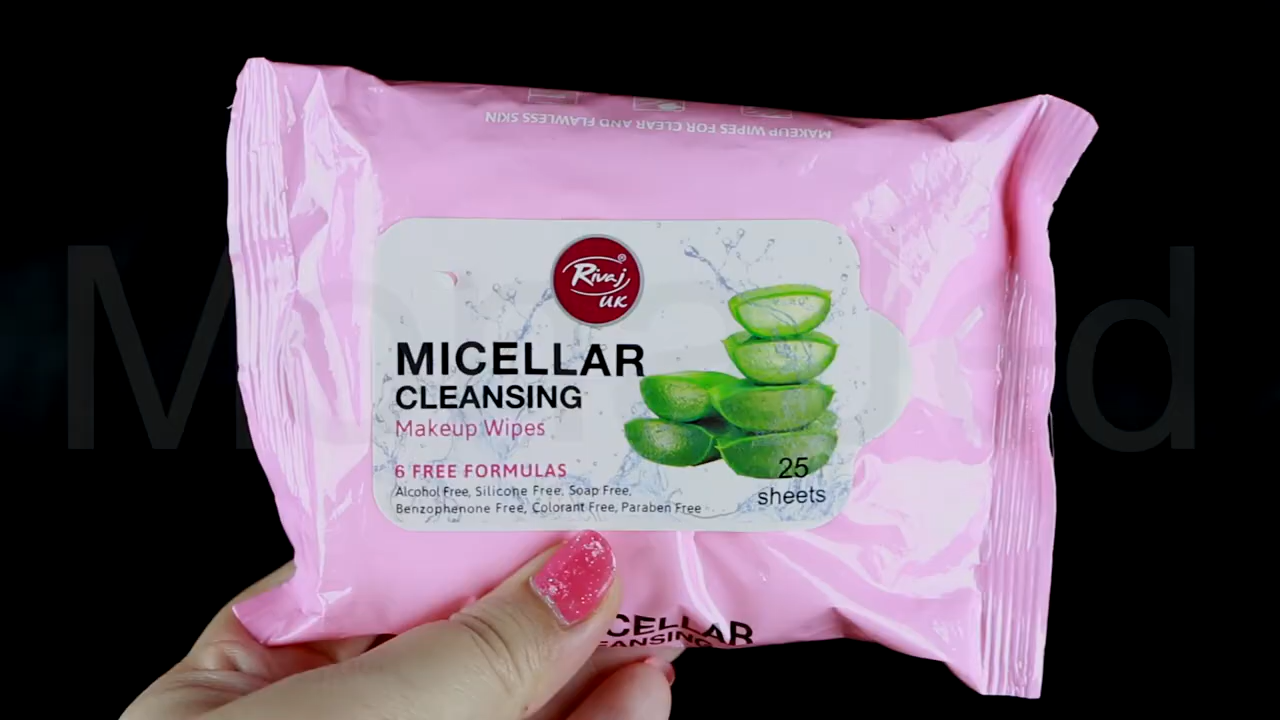 MAKEUP WIPES FOR CLEAR AND FLAWLESS SKIN
Rivaj®
UK
MICELLAR
CLEANSING
Makeup Wipes
6 FREE FORMULAS
Alcohol Free, Silicone Free, Soap Free,
Benzophenone Free, Colorant Free, Paraben Free
25
sheets
CELLAR
EANSING